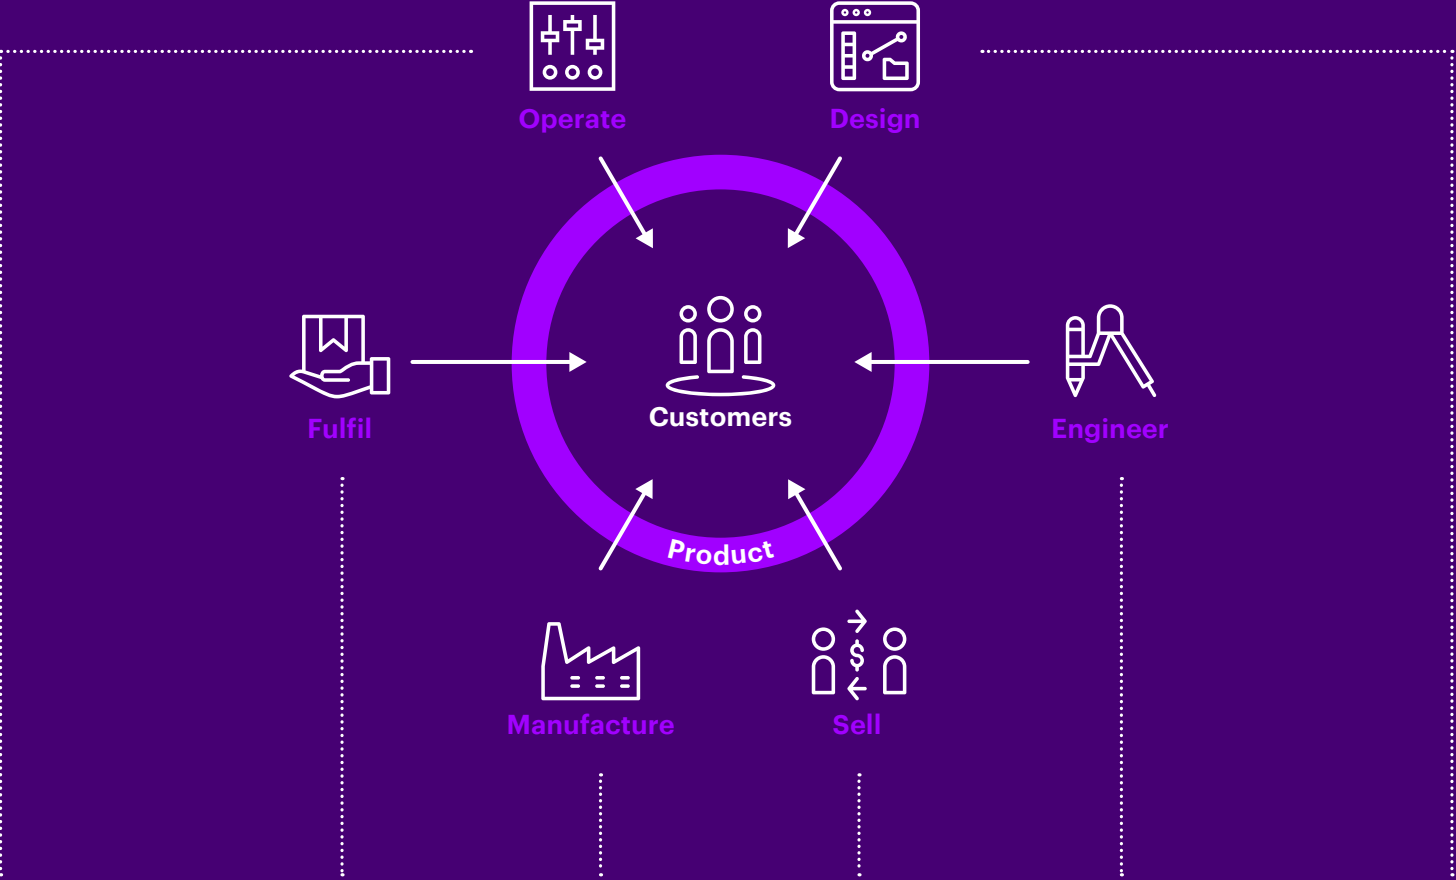 Operate
Design
Customers
Fulfil
Engineer
Product
$
Manufacture
Sell